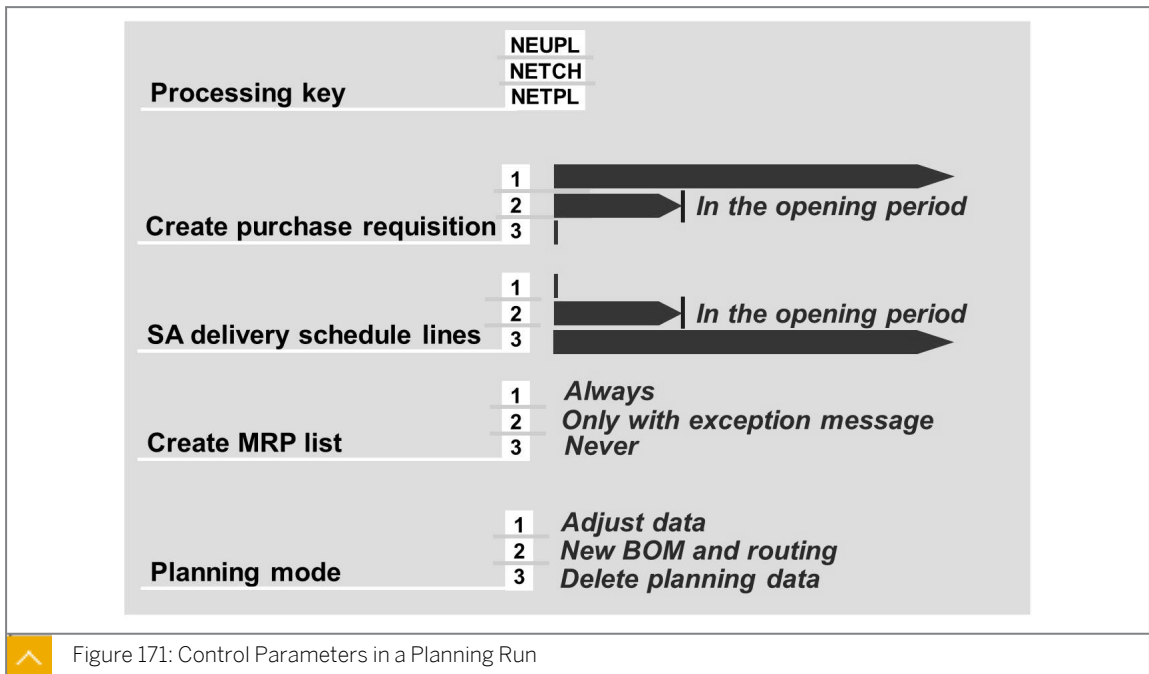 NEUPL
NETCH
Processing key NETPL
1
2 In the opening period
Create purchase requisition 3
1
2 In the opening period
SA delivery schedule lines 3
1 Always
2 Only with exception message
Create MRP list 3 Never
1 Adjust data
2 New BOM and routing
Planning mode 3 Delete planning data
Figure 171: Control Parameters in a Planning Run